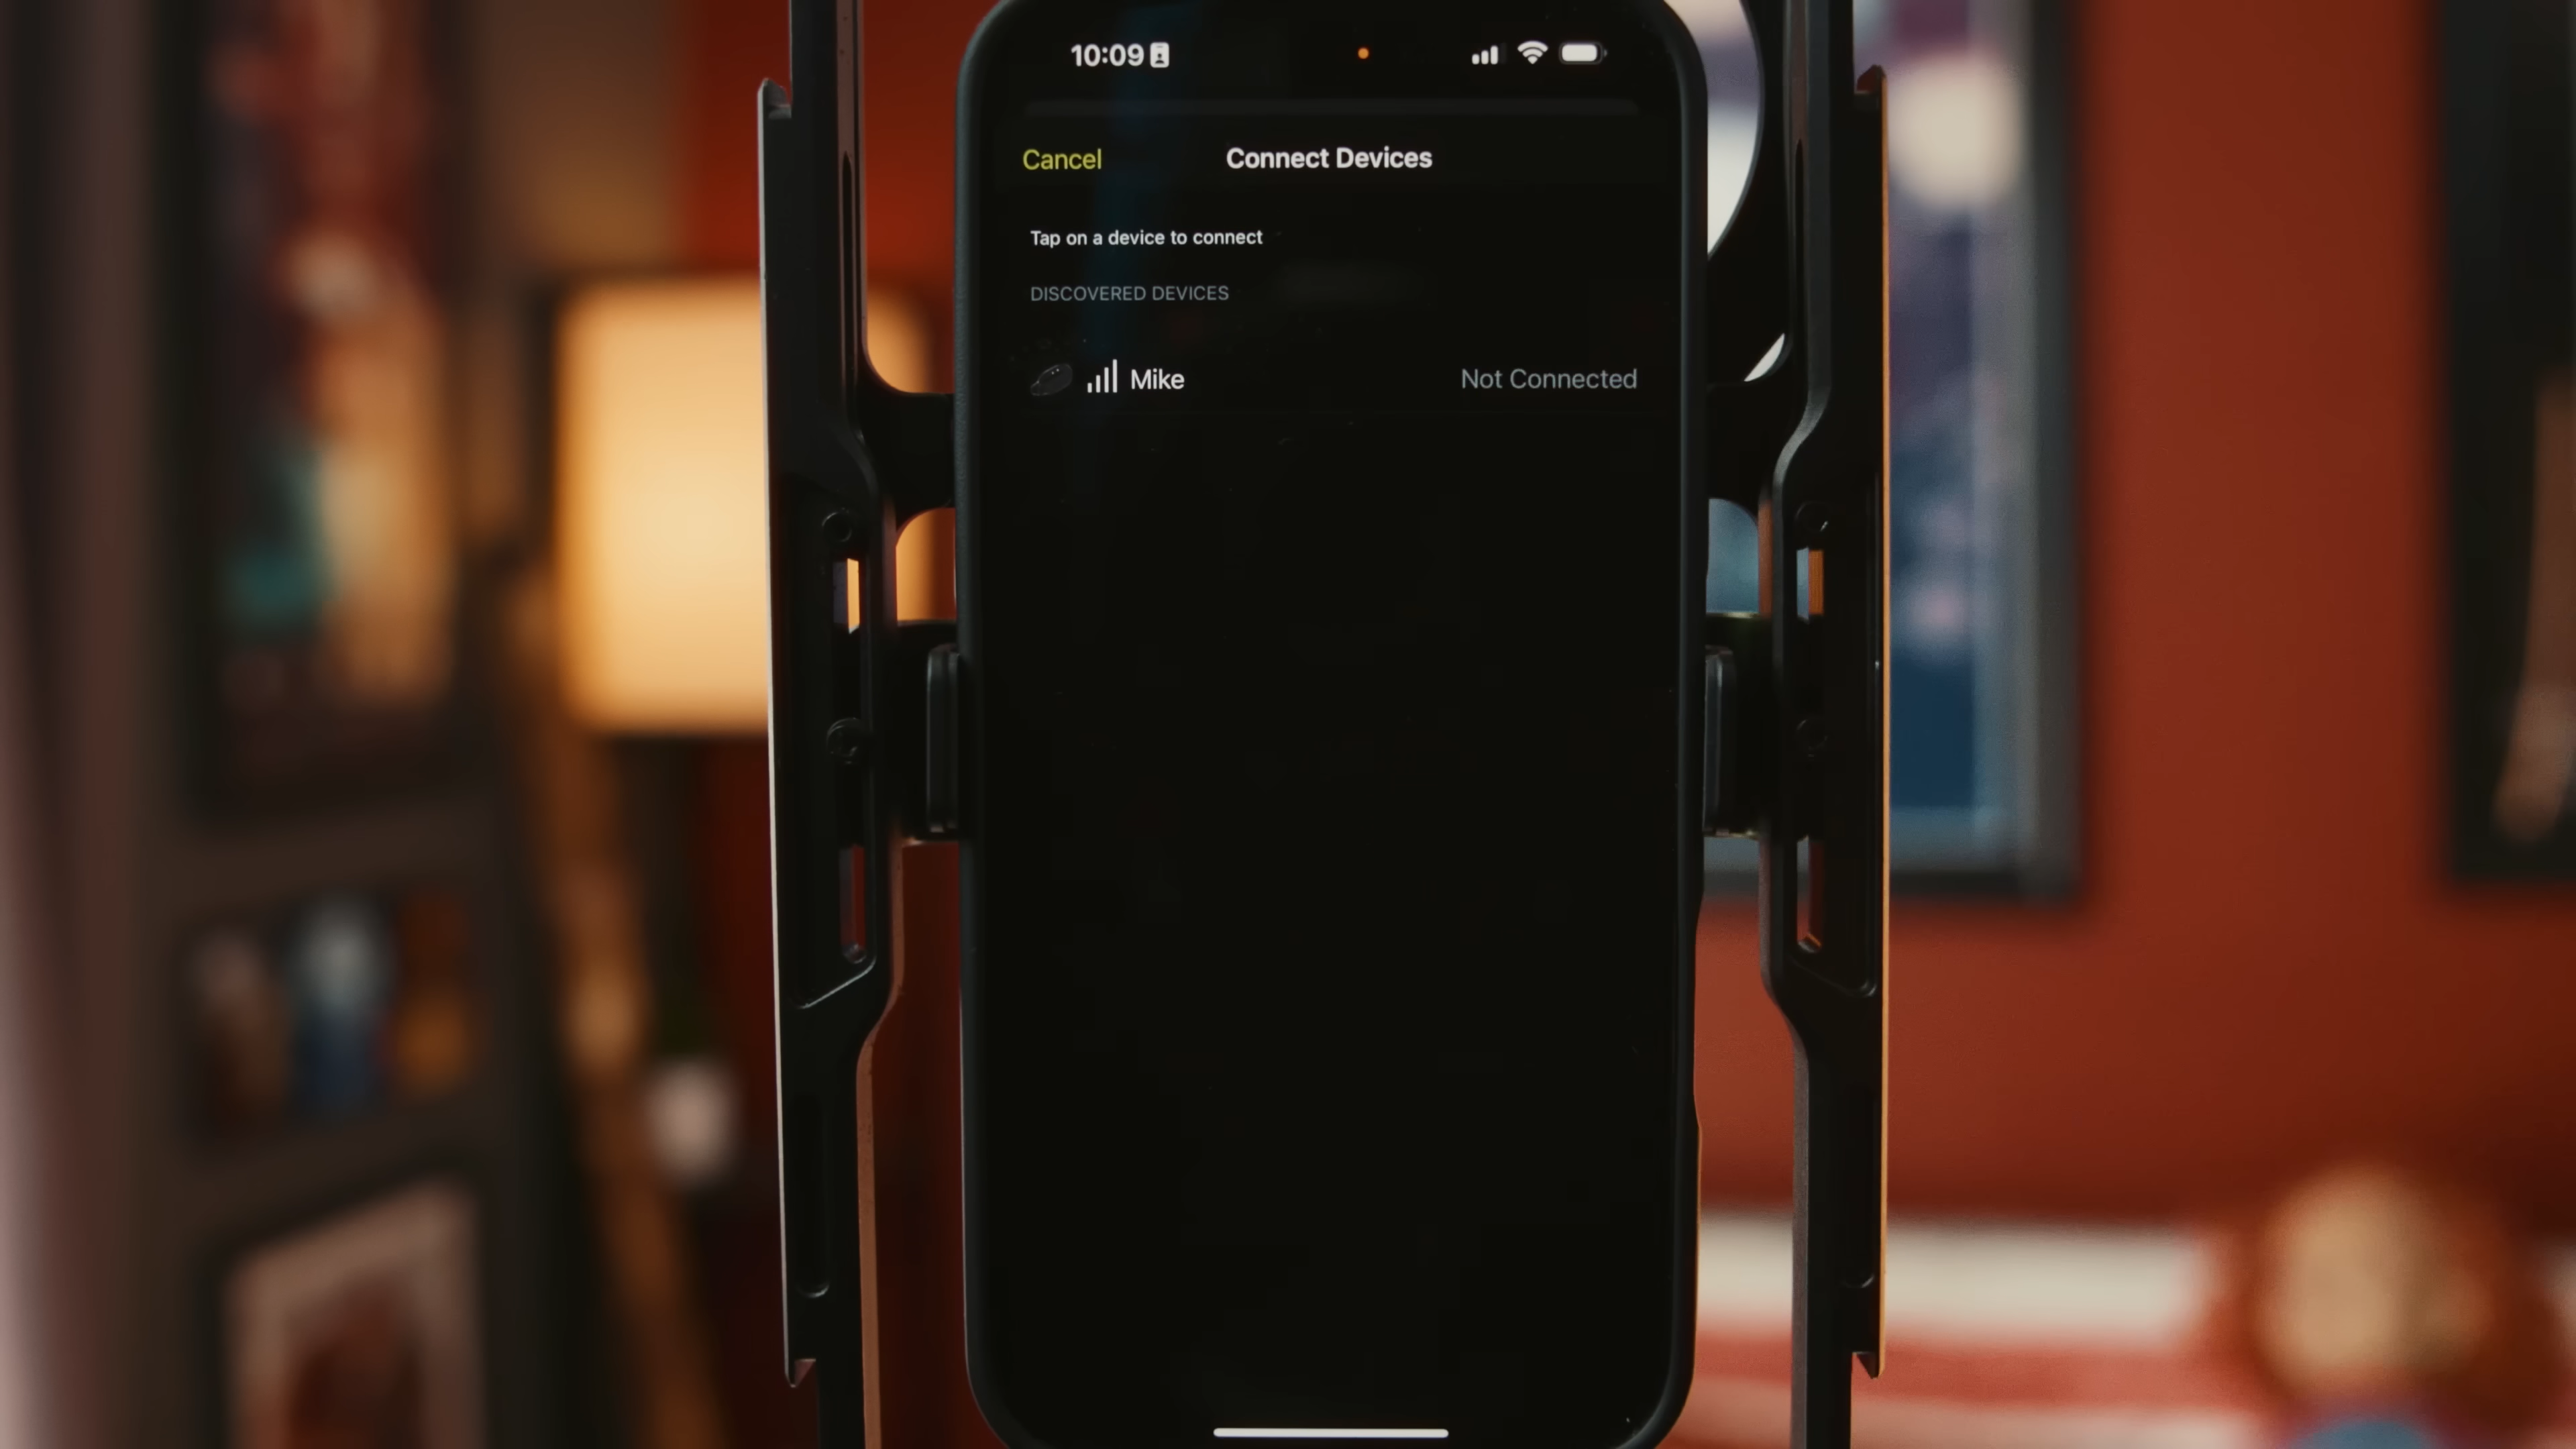 10:09
Cancel
Connect Devices
Tap on a device to connect
DISCOVERED DEVICES
Mike
Not Connected